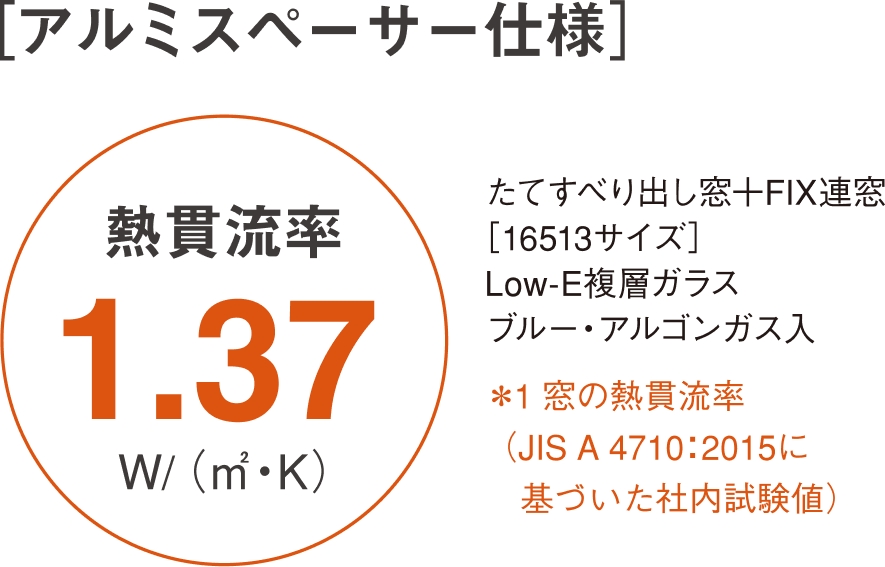 ［アルミスペーサー仕様］
熱貫流率
1.37
W/（㎡・K）
たてすべり出し窓＋FIX連窓
［16513サイズ］
Low-E複層ガラス
ブルー・アルゴンガス入
＊1 窓の熱貫流率
（JIS A 4710：2015に
基づいた社内試験値）